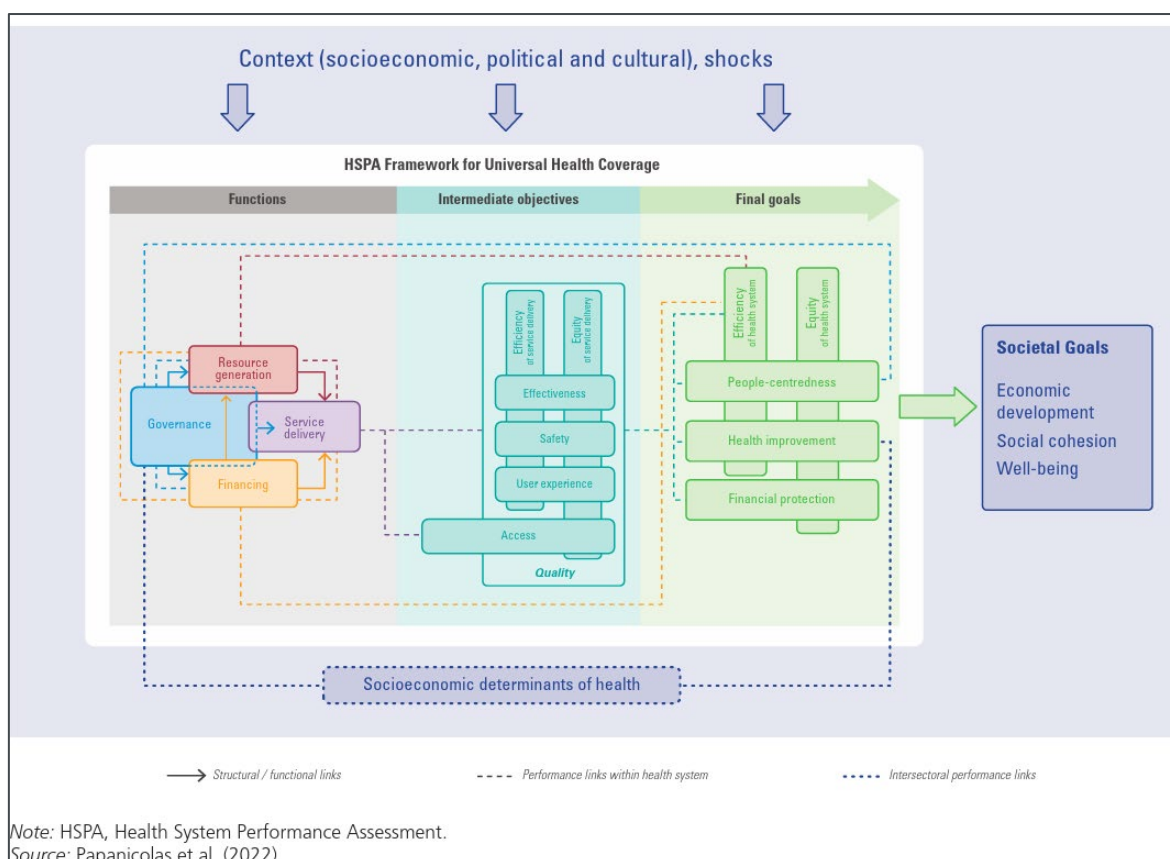 Context (socioeconomic, political and cultural), shocks
HSPA Framework for Universal Health Coverage
Functions
Intermediate objectives
Final goals
Resource
generation
Governance
Service
delivery
Financing
Efficiency
of service delivery
Equity
of service delivery
Effectiveness
Safety
User experience
Access
Quality
Efficiency
of health system
Equity
of health system
People-centredness
Health improvement
Financial protection
Societal Goals
Economic
development
Social cohesion
Well-being
Socioeconomic determinants of health
Structural / functional links
Performance links within health system
Intersectoral performance links
Note: HSPA, Health System Performance Assessment.
Source: Papanicolas et al. (2022)